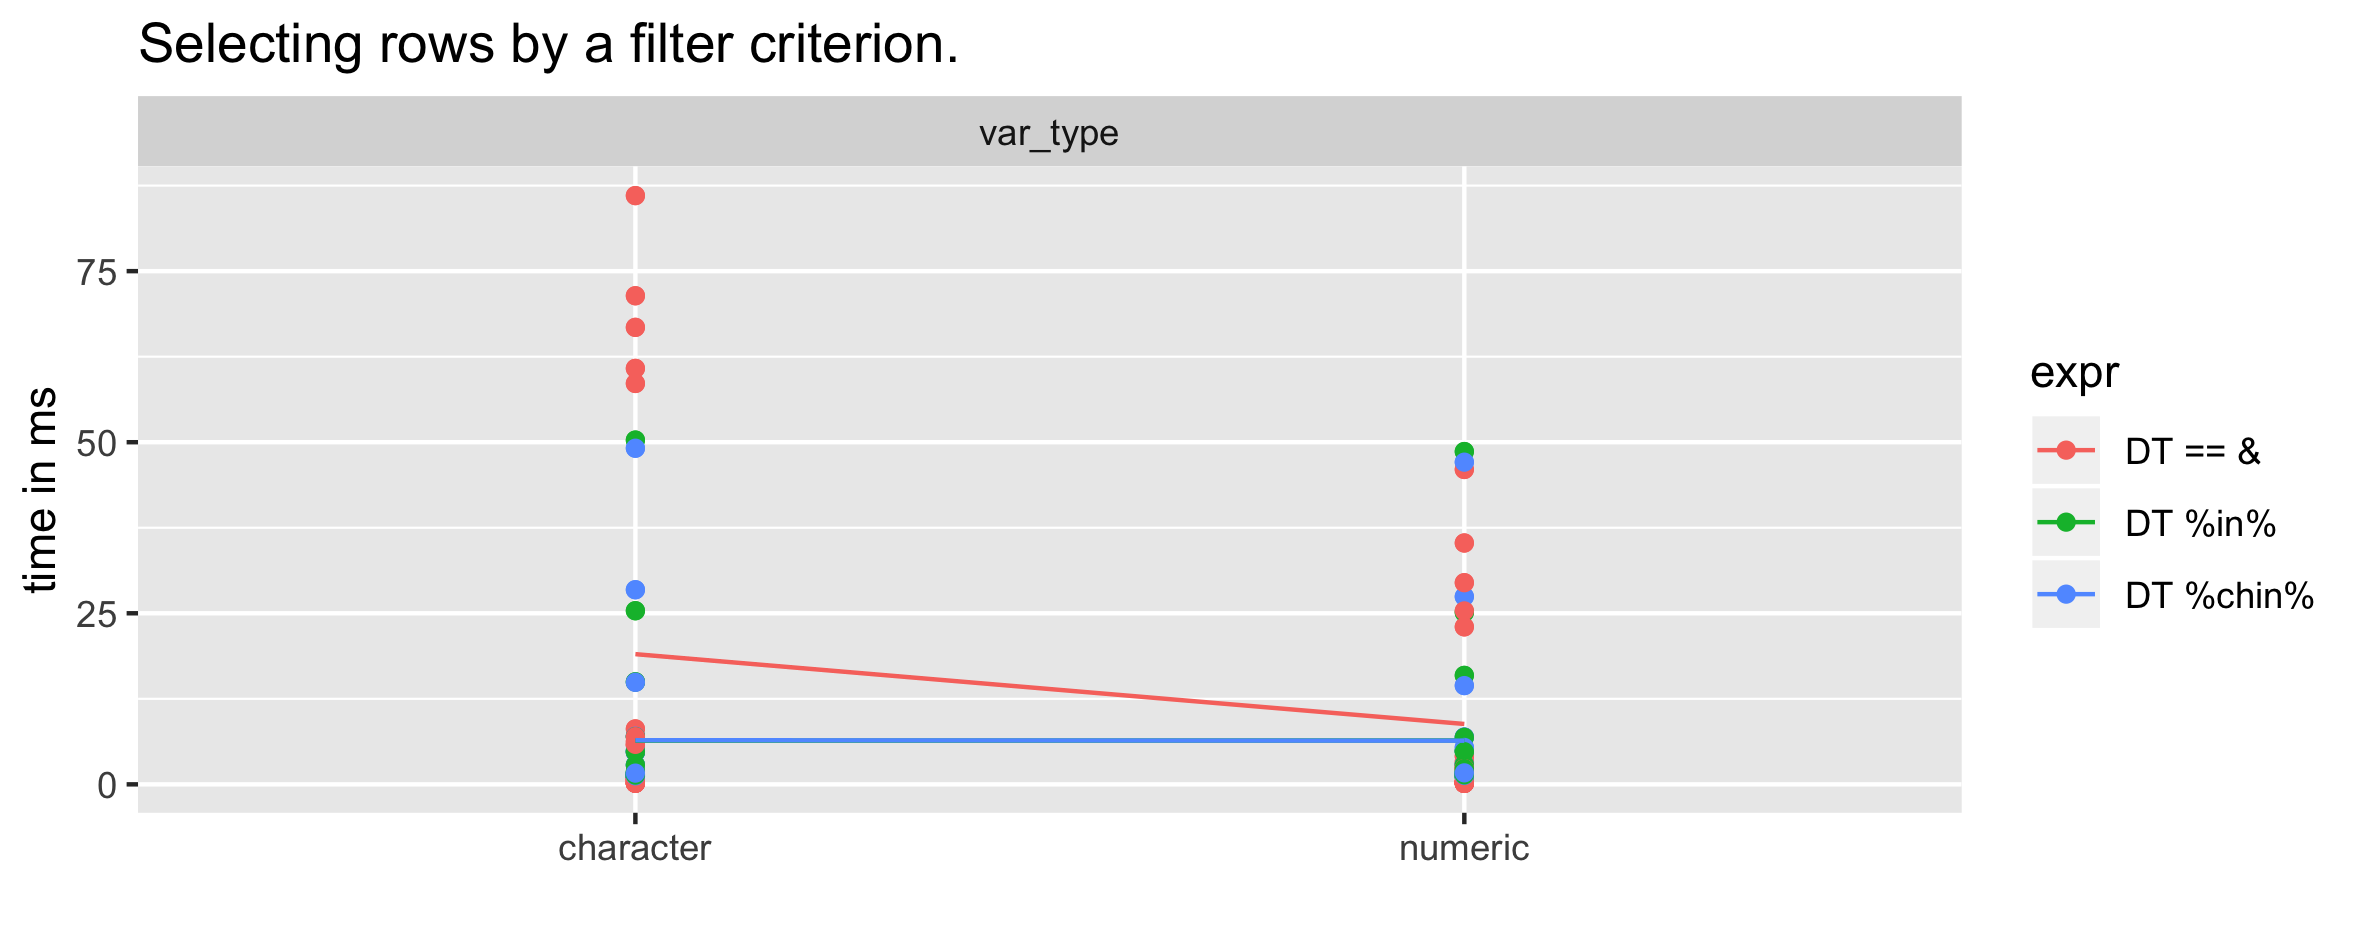 Selecting rows by a filter criterion.
var_type
time in ms
75
50
25
0
character
numeric
expr
DT == &
DT %in%
DT %chin%